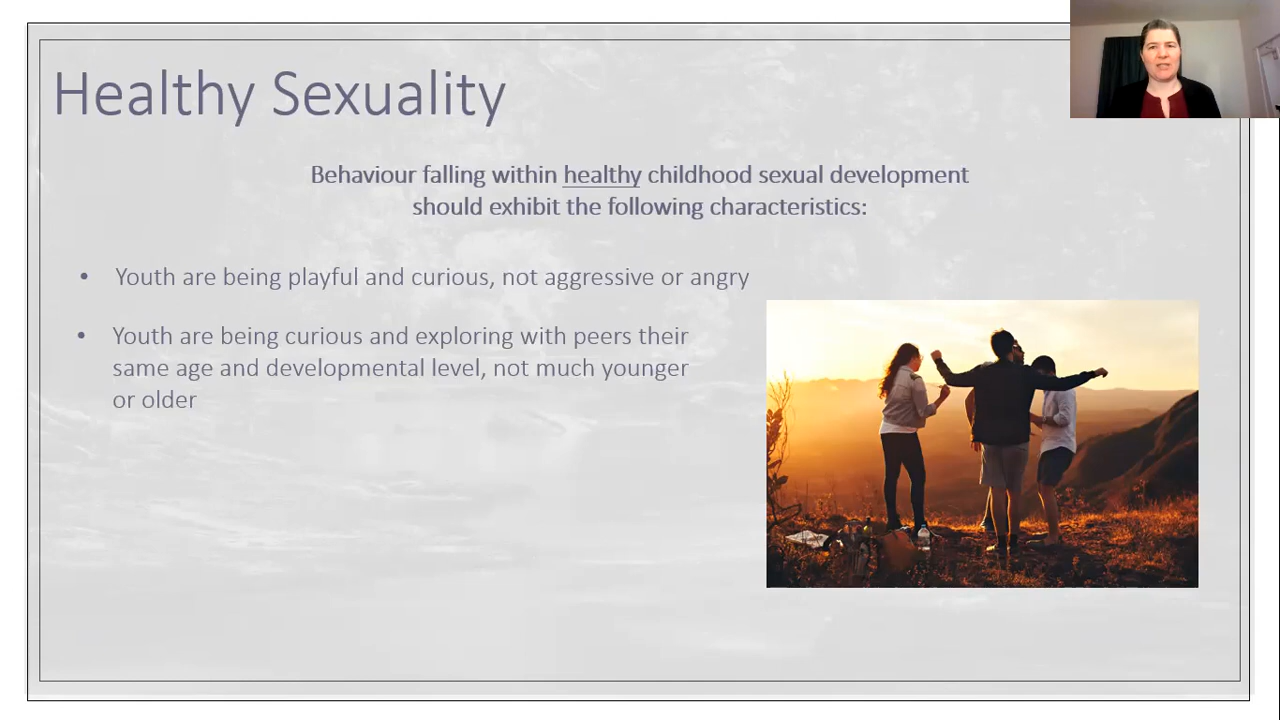 Healthy Sexuality
Behaviour falling within healthy childhood sexual development
should exhibit the following characteristics:
• Youth are being playful and curious, not aggressive or angry
• Youth are being curious and exploring with peers their
same age and developmental level, not much younger
or older